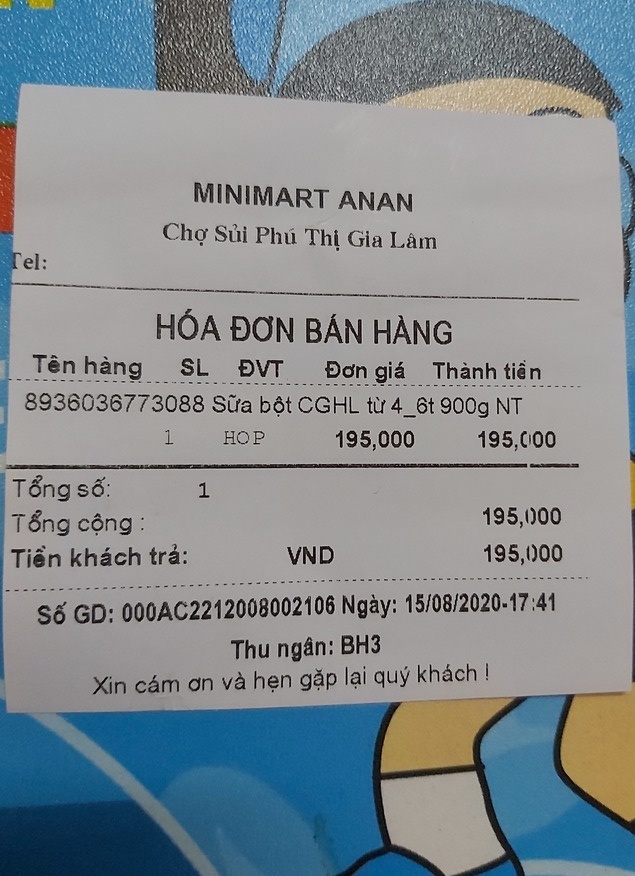 MINIMART ANAN
Chợ Sủi Phú Thị Gia Lâm
Tel:
HÓA ĐƠN BÁN HÀNG
Tên hàng SL ĐVT Đơn giá Thành tiền
8936036773088 Sữa bột CGHL từ 4_6t 900g NT
1 HOP 195,000 195,000
Tổng số: 1
Tổng cộng : 195,000
Tiền khách trả: VND 195,000
Số GD: 000AC2212008002106 Ngày: 15/08/2020-17:41
Thu ngân: BH3
Xin cám ơn và hẹn gặp lại quý khách !